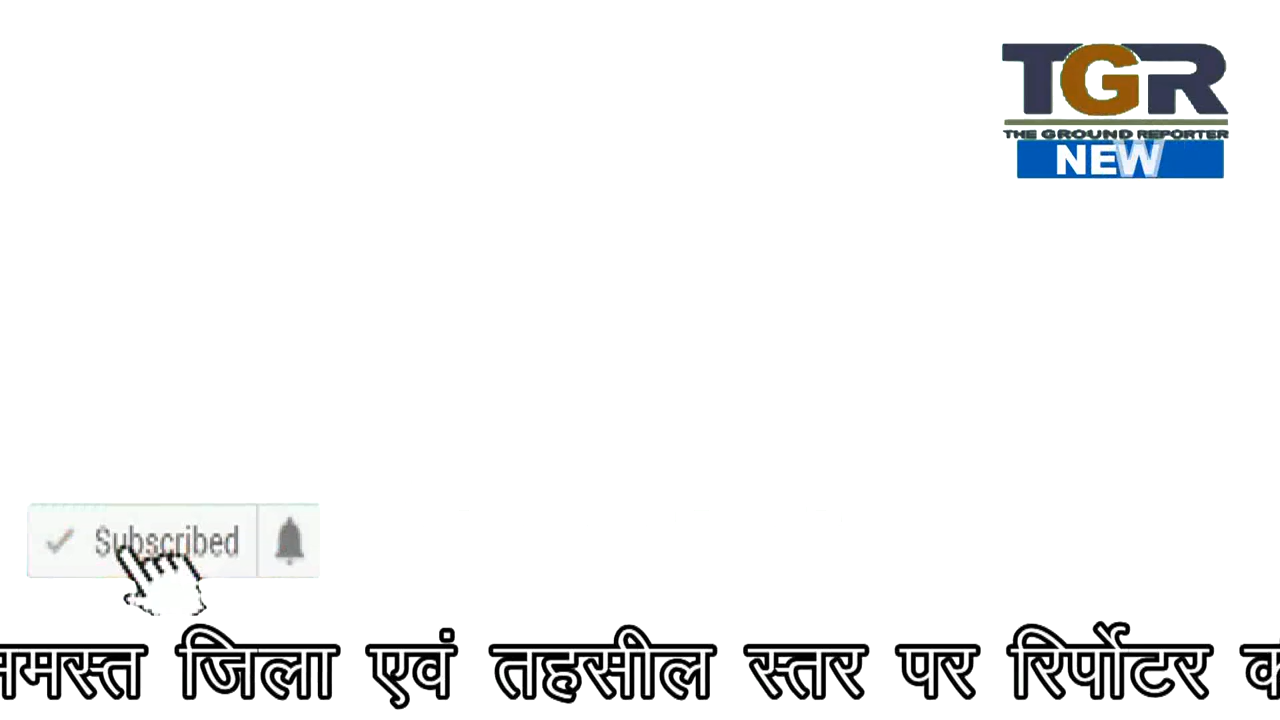 TGR
THE GROUND REPORTER
NEW
Subscribed
समस्त जिला एवं तहसील स्तर पर रिर्पोटर